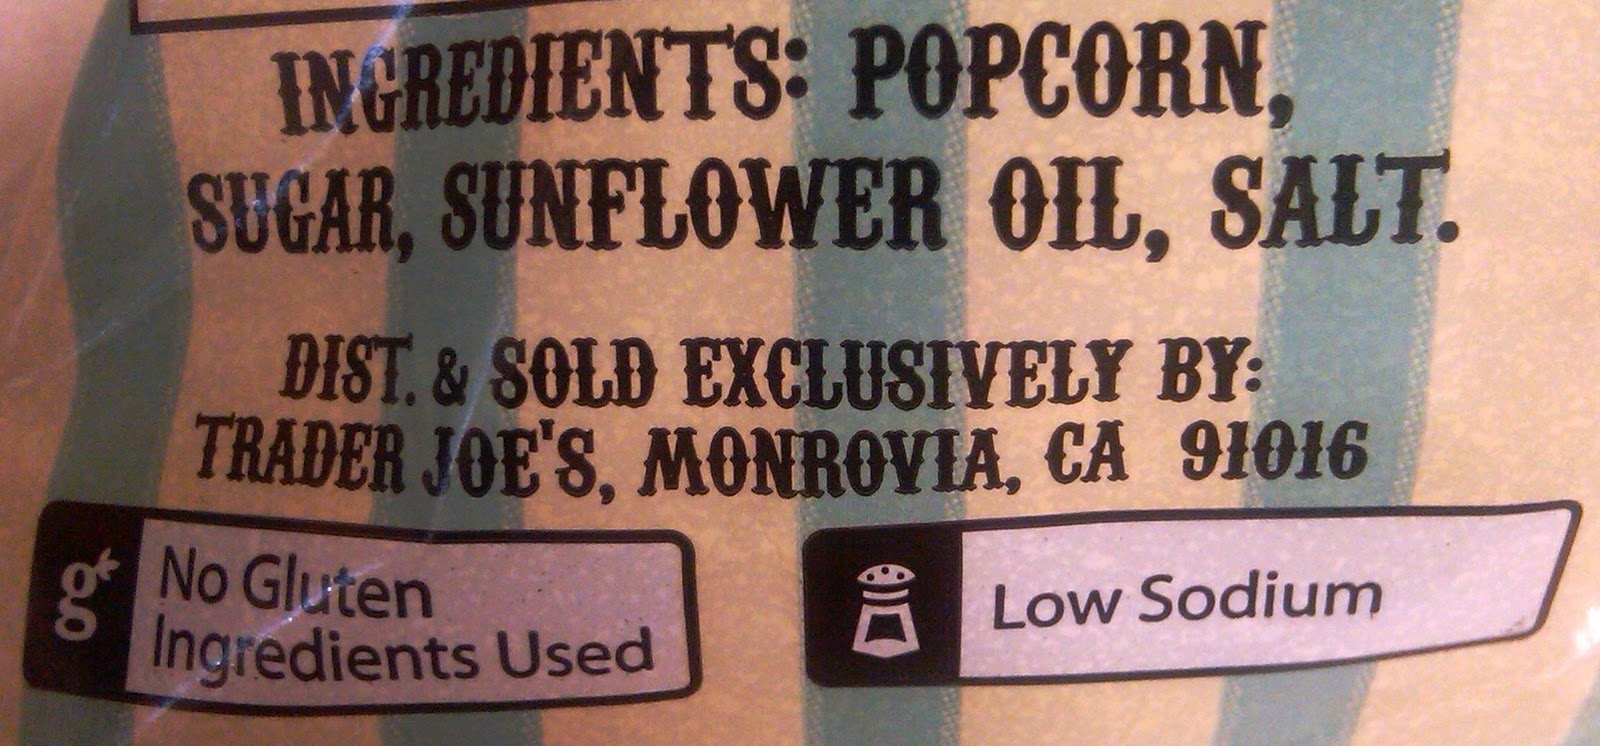 INGREDIENTS: POPCORN,
SUGAR, SUNFLOWER OIL, SALT.
DIST. & SOLD EXCLUSIVELY BY:
TRADER JOE'S, MONROVIA, CA 91016
g
No Gluten
Ingredients Used
Low Sodium